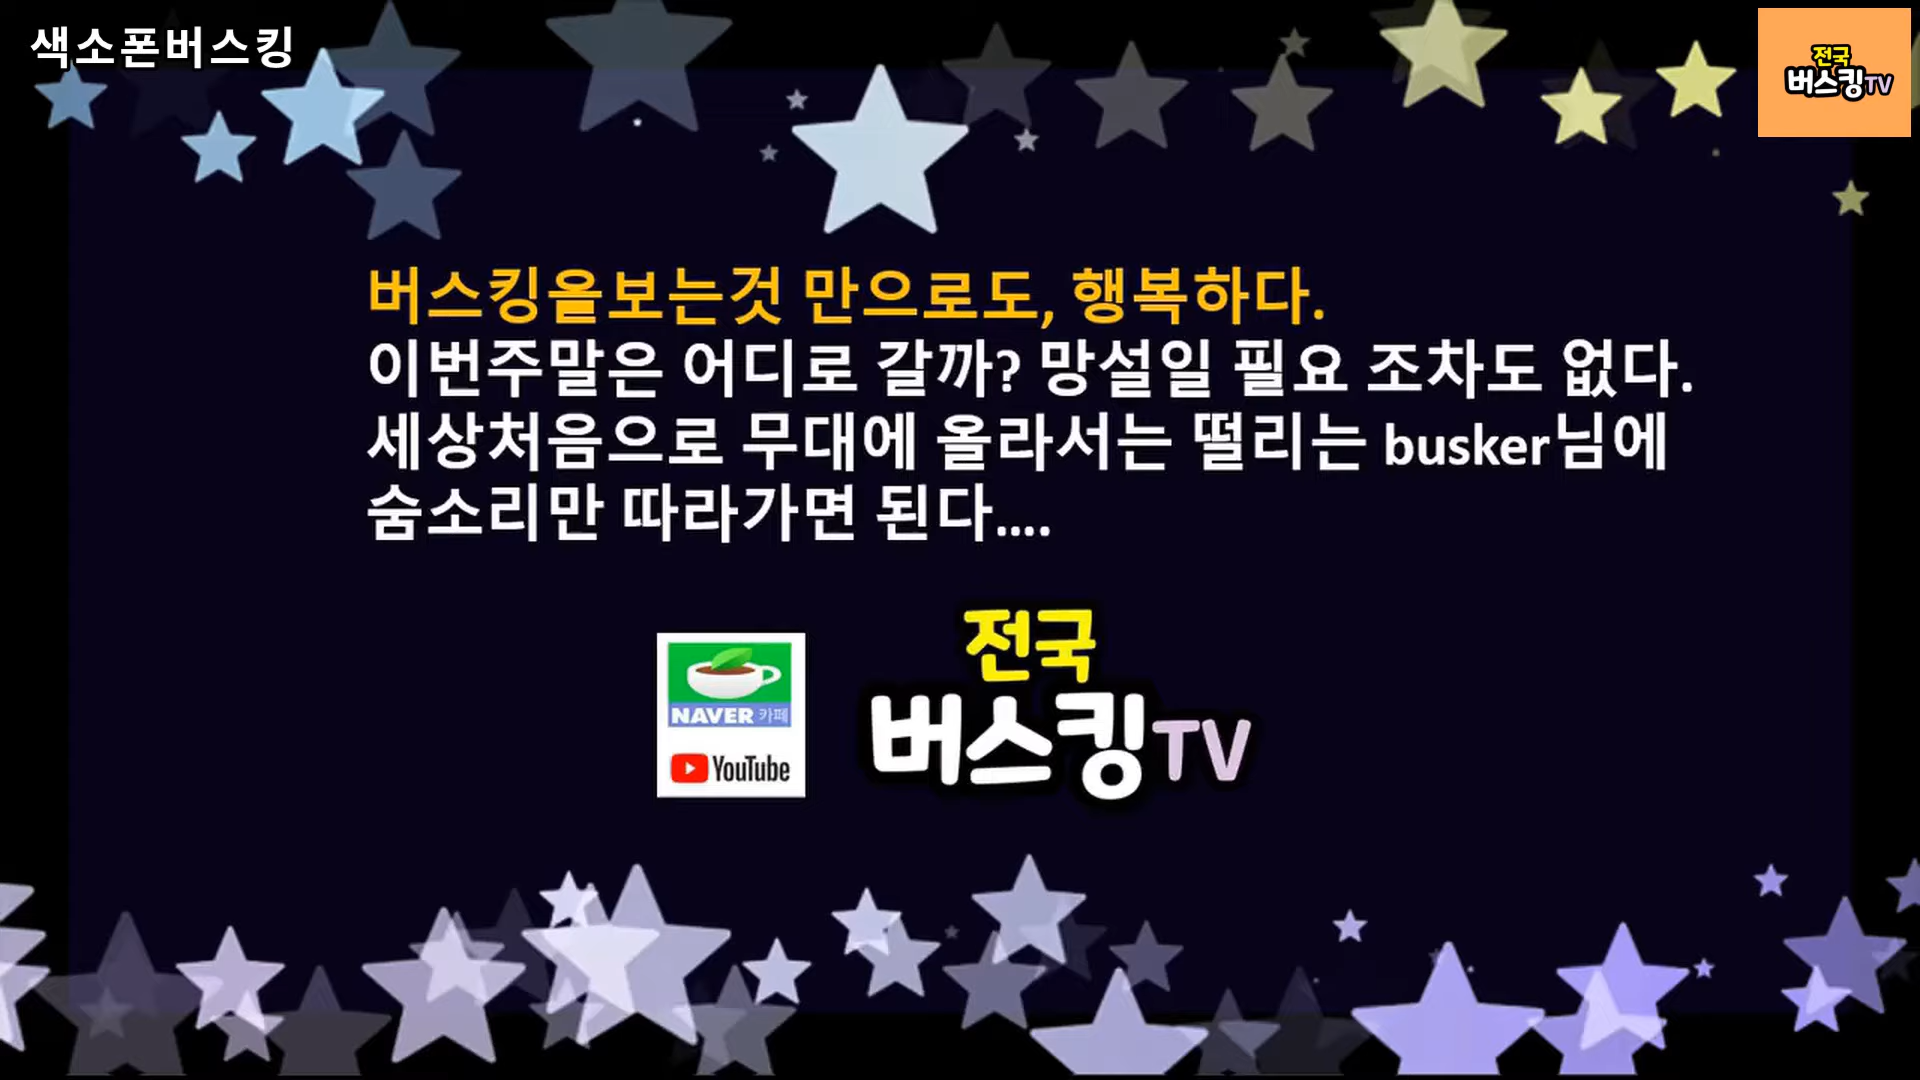 색소폰버스킹
전국
버스킹TV
버스킹을보는것 만으로도, 행복하다.
이번주말은 어디로 갈까? 망설일 필요 조차도 없다.
세상처음으로 무대에 올라서는 떨리는 busker님에
숨소리만 따라가면 된다....
NAVER 카페
YouTube
전국
버스킹TV